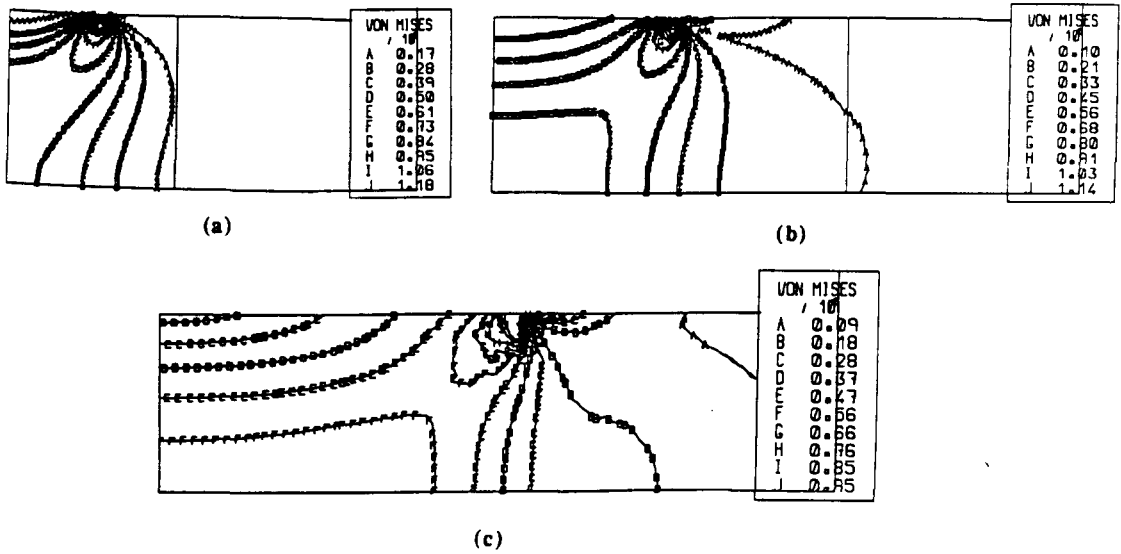 VON MISES
A 0.17
B 0.28
C 0.39
D 0.50
E 0.61
F 0.73
G 0.84
H 0.95
I 1.06
J 1.18
(a)
VON MISES
A 0.10
B 0.21
C 0.33
D 0.45
E 0.56
F 0.68
G 0.80
H 0.91
I 1.03
J 1.14
(b)
VON MISES
A 0.09
B 0.18
C 0.28
D 0.37
E 0.47
F 0.56
G 0.66
H 0.76
I 0.85
J 0.95
(c)